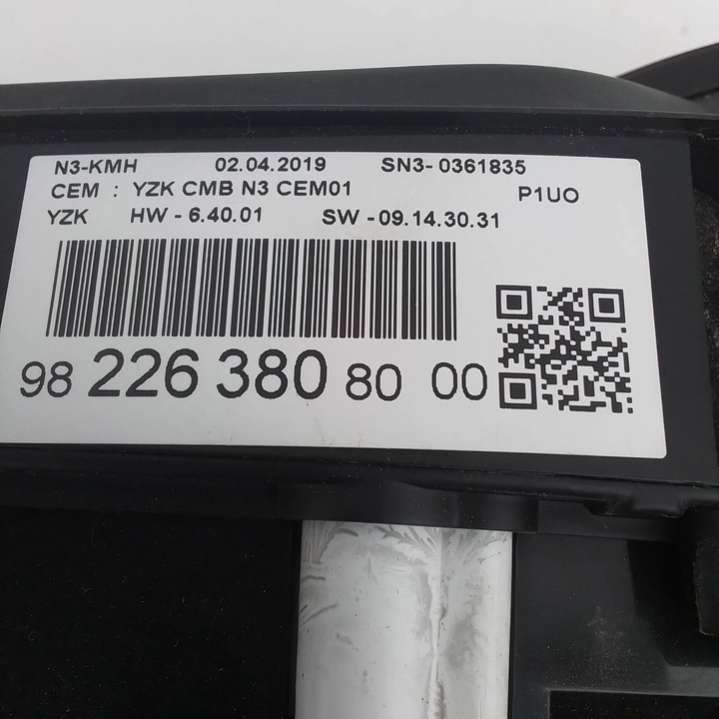 N3-KMH 02.04.2019 SN3- 0361835
CEM : YZK CMB N3 CEM01 P1UO
YZK HW - 6.40.01 SW - 09.14.30.31
98 226 380 80 00